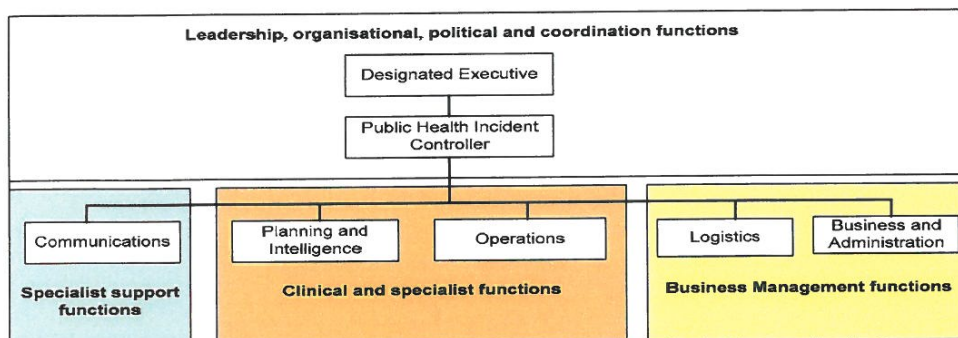 Leadership, organisational, political and coordination functions
Designated Executive
Public Health Incident
Controller
Communications
Planning and
Intelligence
Operations
Logistics
Business and
Administration
Specialist support
functions
Clinical and specialist functions
Business Management functions